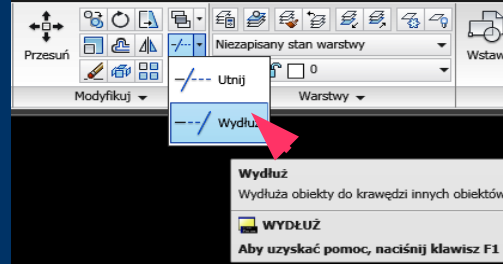 Przesuń
Niezapisany stan warstwy
0
Modyfikuj
Warstwy
Utnij
Wydłuż
Wydłuż
Wydłuża obiekty do krawędzi innych obiektów
WYDŁUŻ
Aby uzyskać pomoc, naciśnij klawisz F1